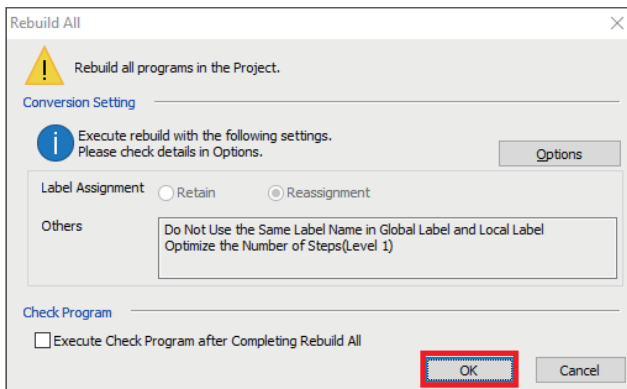 Rebuild All
Rebuild all programs in the Project.
Conversion Setting
Execute rebuild with the following settings.
Please check details in Options.
Options
Label Assignment
Retain
Reassignment
Others
Do Not Use the Same Label Name in Global Label and Local Label
Optimize the Number of Steps(Level 1)
Check Program
Execute Check Program after Completing Rebuild All
OK
Cancel